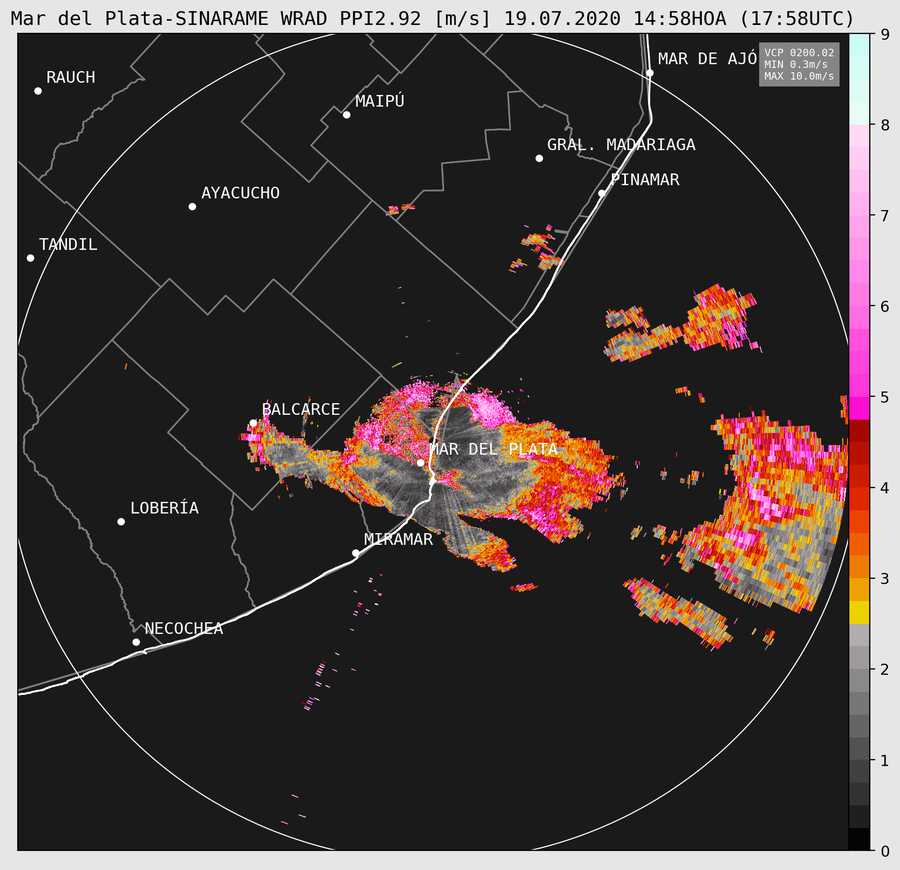 Mar del Plata-SINARAME WRAD PPI2.92 [m/s] 19.07.2020 14:58HOA (17:58UTC)
VCP 0200.02
MIN 0.3m/s
MAX 10.0m/s
MAR DE AJÓ
RAUCH
MAIPÚ
GRAL. MADARIAGA
PINAMAR
AYACUCHO
TANDIL
BALCARCE
MAR DEL PLATA
LOBERÍA
MIRAMAR
NECOCHEA
9
8
7
6
5
4
3
2
1
0